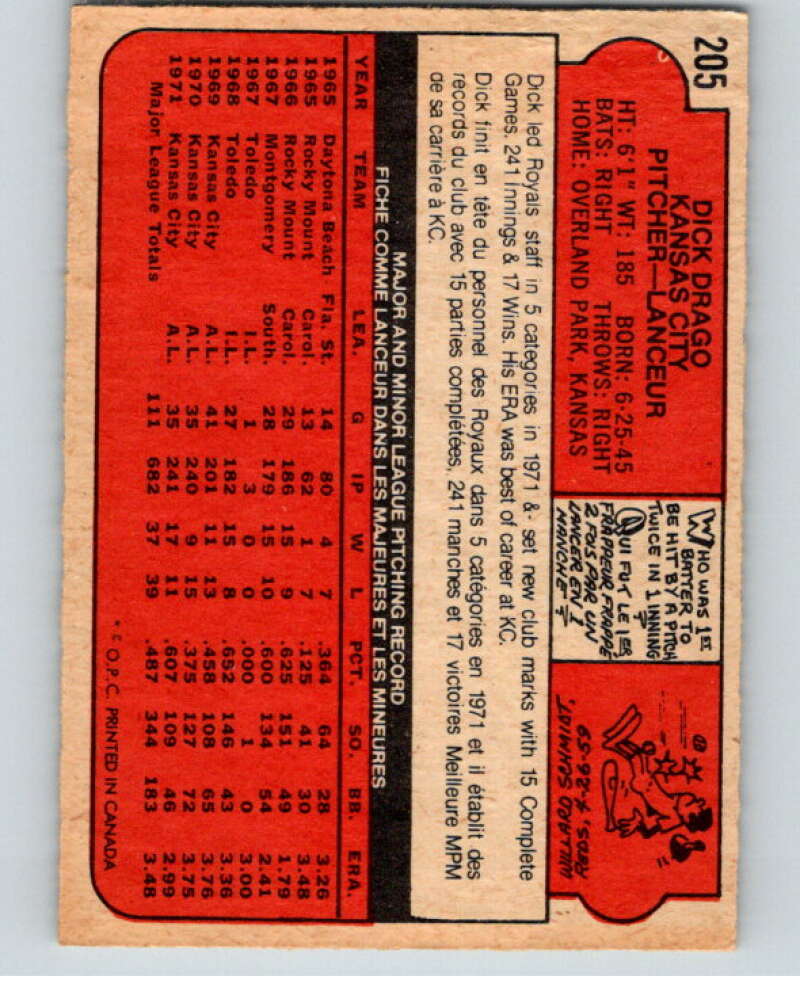 205
DICK DRAGO
KANSAS CITY
PITCHER—LANCEUR
HT: 6'1" WT: 185 BORN: 6-25-45
BATS: RIGHT THROWS: RIGHT
HOME: OVERLAND PARK, KANSAS
WHO WAS 1ST
BATTER TO
BE HIT BY A PITCH
TWICE IN 1 INNING
?
QUI FUT LE 1ER
FRAPPEUR FRAPPÉ
2 FOIS PAR UN
LANCER EN 1
MANCHE?
WILLARD SCHMIDT,
REDS, 4-26-59
Dick led Royals staff in 5 categories in 1971 &- set new club marks with 15 Complete
Games, 241 Innings & 17 Wins. His ERA was best of career at KC.
Dick finit en tête du personnel des Royaux dans 5 catégories en 1971 et il établit des
records du club avec 15 parties complétées, 241 manches et 17 victoires Meilleure MPM
de sa carrière à KC.
MAJOR AND MINOR LEAGUE PITCHING RECORD
FICHE COMME LANCEUR DANS LES MAJEURES ET LES MINEURES
YEAR TEAM LEA. G IP W L PCT. SO. BB. ERA.
1965 Daytona Beach Fla. St. 14 80 4 7 .364 64 28 3.26
1965 Rocky Mount Carol. 13 62 1 7 .125 41 30 3.48
1966 Rocky Mount Carol. 29 186 15 9 .625 151 49 1.79
1967 Montgomery South. 28 179 15 10 .600 134 54 2.41
1967 Toledo I.L. 1 3 0 0 .000 1 0 3.00
1968 Toledo I.L. 27 182 15 8 .652 146 43 3.36
1969 Kansas City A.L. 41 201 11 13 .458 108 65 3.76
1970 Kansas City A.L. 35 240 9 15 .375 127 72 3.75
1971 Kansas City A.L. 35 241 17 11 .607 109 46 2.99
Major League Totals 111 682 37 39 .487 344 183 3.48
O.P.C. PRINTED IN CANADA